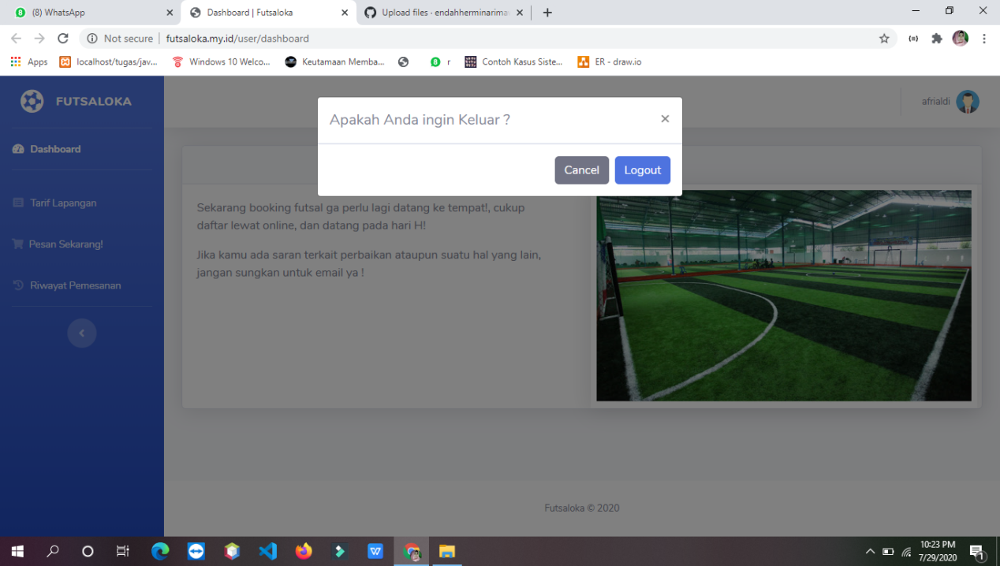 (8) WhatsApp
Dashboard | Futsaloka
Upload files · endahherminarima
Not secure
futsaloka.my.id/user/dashboard
Apps
localhost/tugas/jav...
Windows 10 Welco...
Keutamaan Memba...
r
Contoh Kasus Siste...
ER - draw.io
FUTSALOKA
afrialdi
Apakah Anda ingin Keluar ?
Cancel
Logout
Dashboard
Tarif Lapangan
Pesan Sekarang!
Riwayat Pemesanan
Sekarang booking futsal ga perlu lagi datang ke tempat!, cukup
daftar lewat online, dan datang pada hari H!
Jika kamu ada saran terkait perbaikan ataupun suatu hal yang lain,
jangan sungkan untuk email ya !
Futsaloka © 2020
10:23 PM
7/29/2020
1